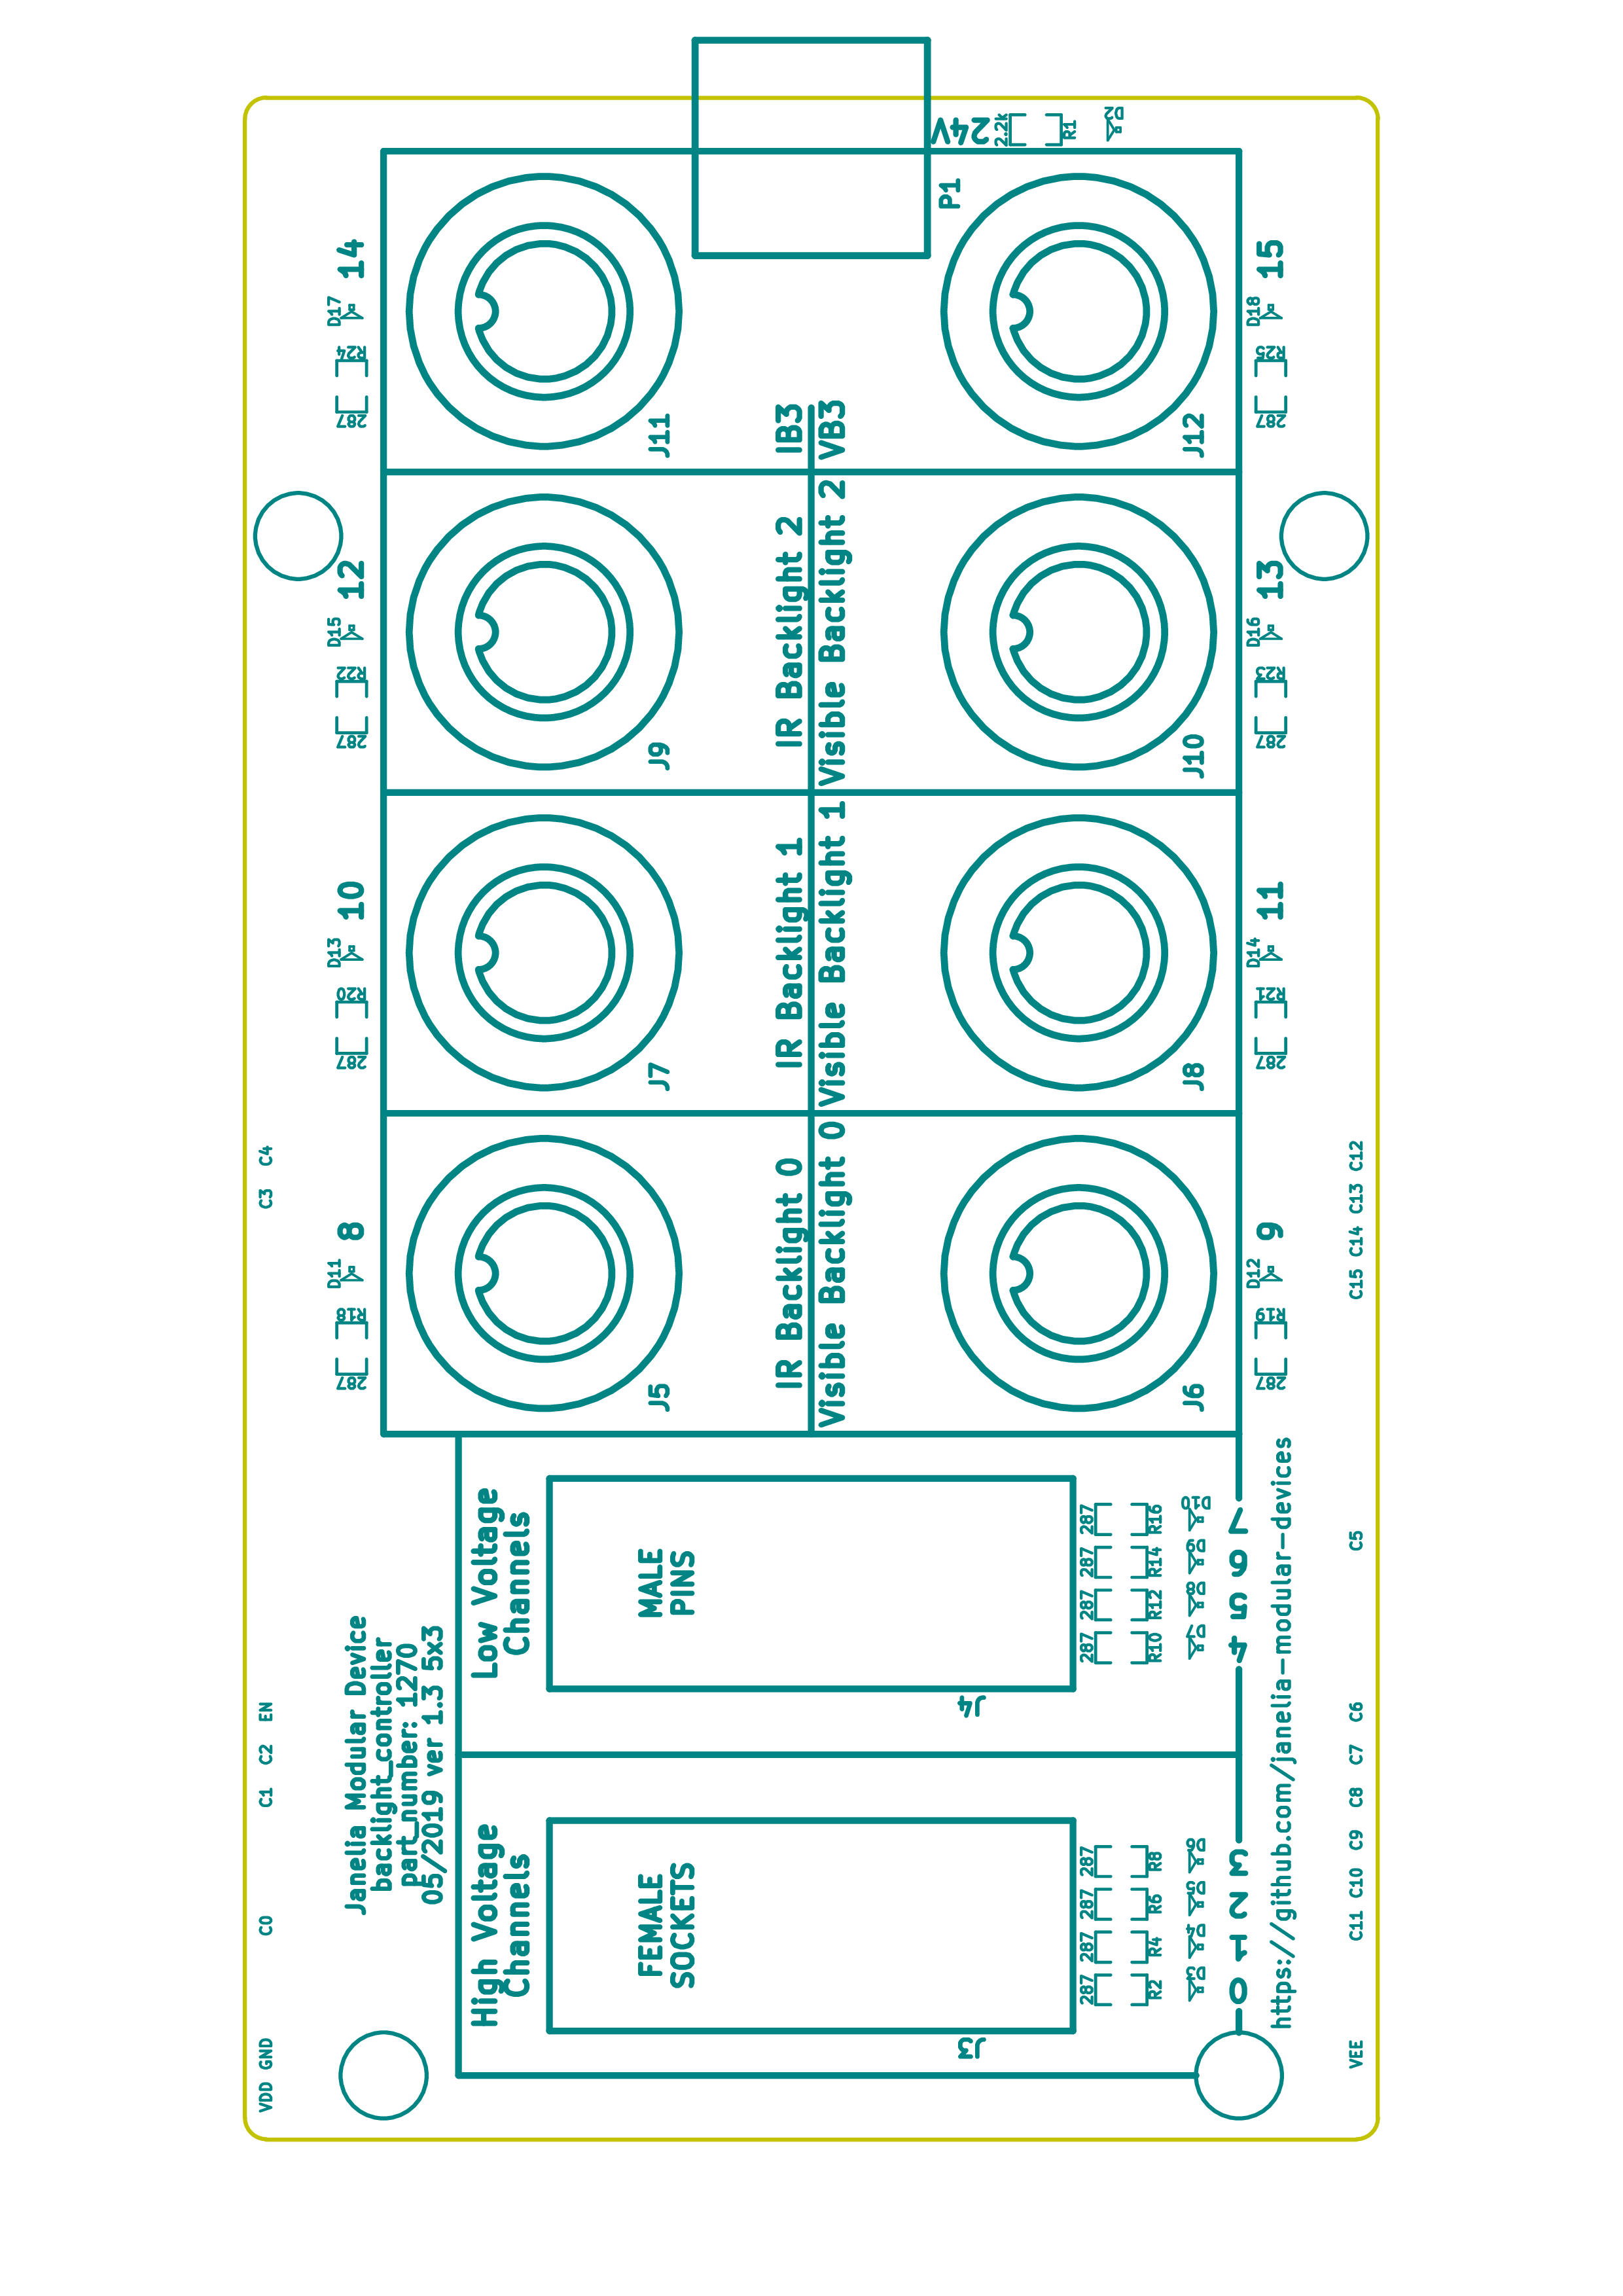 24V
2.2k
R1
D2
P1
14
D17
R24
287
J11
IB3
VB3
J12
15
D18
R25
287
12
D15
R22
287
J9
IR Backlight 2
Visible Backlight 2
J10
13
D16
R23
287
10
D13
R20
287
J7
IR Backlight 1
Visible Backlight 1
J8
11
D14
R21
287
C4
C3
8
D11
R18
287
J5
IR Backlight 0
Visible Backlight 0
J6
9
D12
R19
287
C12
C13
C14
C15
Low Voltage
Channels
MALE
PINS
J4
287
R16
D10
7
287
R14
D9
6
287
R12
D8
5
287
R10
D7
4
C5
Janelia Modular Device
backlight_controller
part_number: 1270
05/2019 ver 1.3 5x3
EN
C2
C1
C0
GND
VDD
High Voltage
Channels
FEMALE
SOCKETS
J3
287
R8
D6
3
287
R6
D5
2
287
R4
D4
1
287
R2
D3
0
https://github.com/janelia-modular-devices
C6
C7
C8
C9
C10
C11
VEE